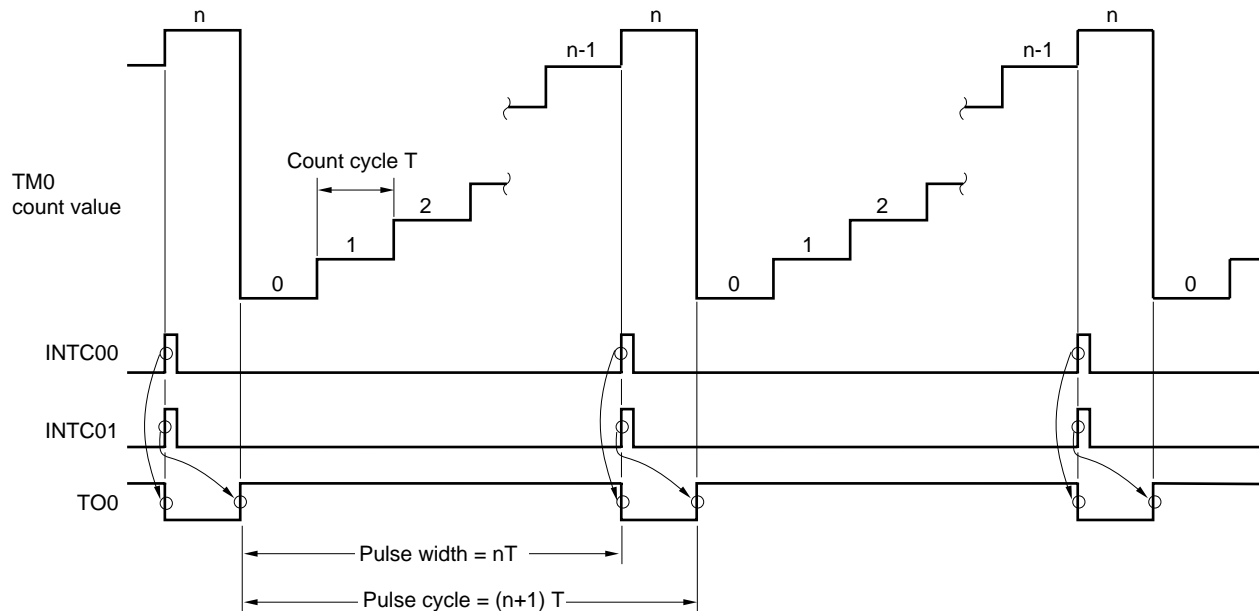 n
n
n
n-1
n-1
Count cycle T
TM0
count value
2
2
1
1
0
0
0
INTC00
INTC01
TO0
Pulse width = nT
Pulse cycle = (n+1) T